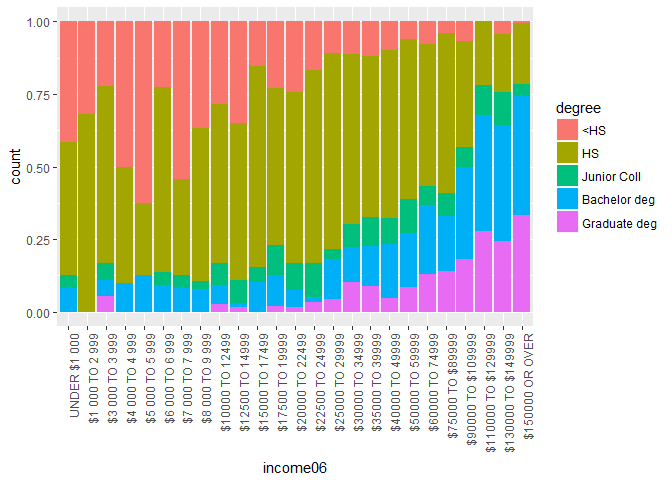 1.00
0.75
0.50
0.25
0.00
count
UNDER $1 000
$1 000 TO 2 999
$3 000 TO 3 999
$4 000 TO 4 999
$5 000 TO 5 999
$6 000 TO 6 999
$7 000 TO 7 999
$8 000 TO 9 999
$10000 TO 12499
$12500 TO 14999
$15000 TO 17499
$17500 TO 19999
$20000 TO 22499
$22500 TO 24999
$25000 TO 29999
$30000 TO 34999
$35000 TO 39999
$40000 TO 49999
$50000 TO 59999
$60000 TO 74999
$75000 TO $89999
$90000 TO $109999
$110000 TO $129999
$130000 TO $149999
$150000 OR OVER
income06
degree
<HS
HS
Junior Coll
Bachelor deg
Graduate deg